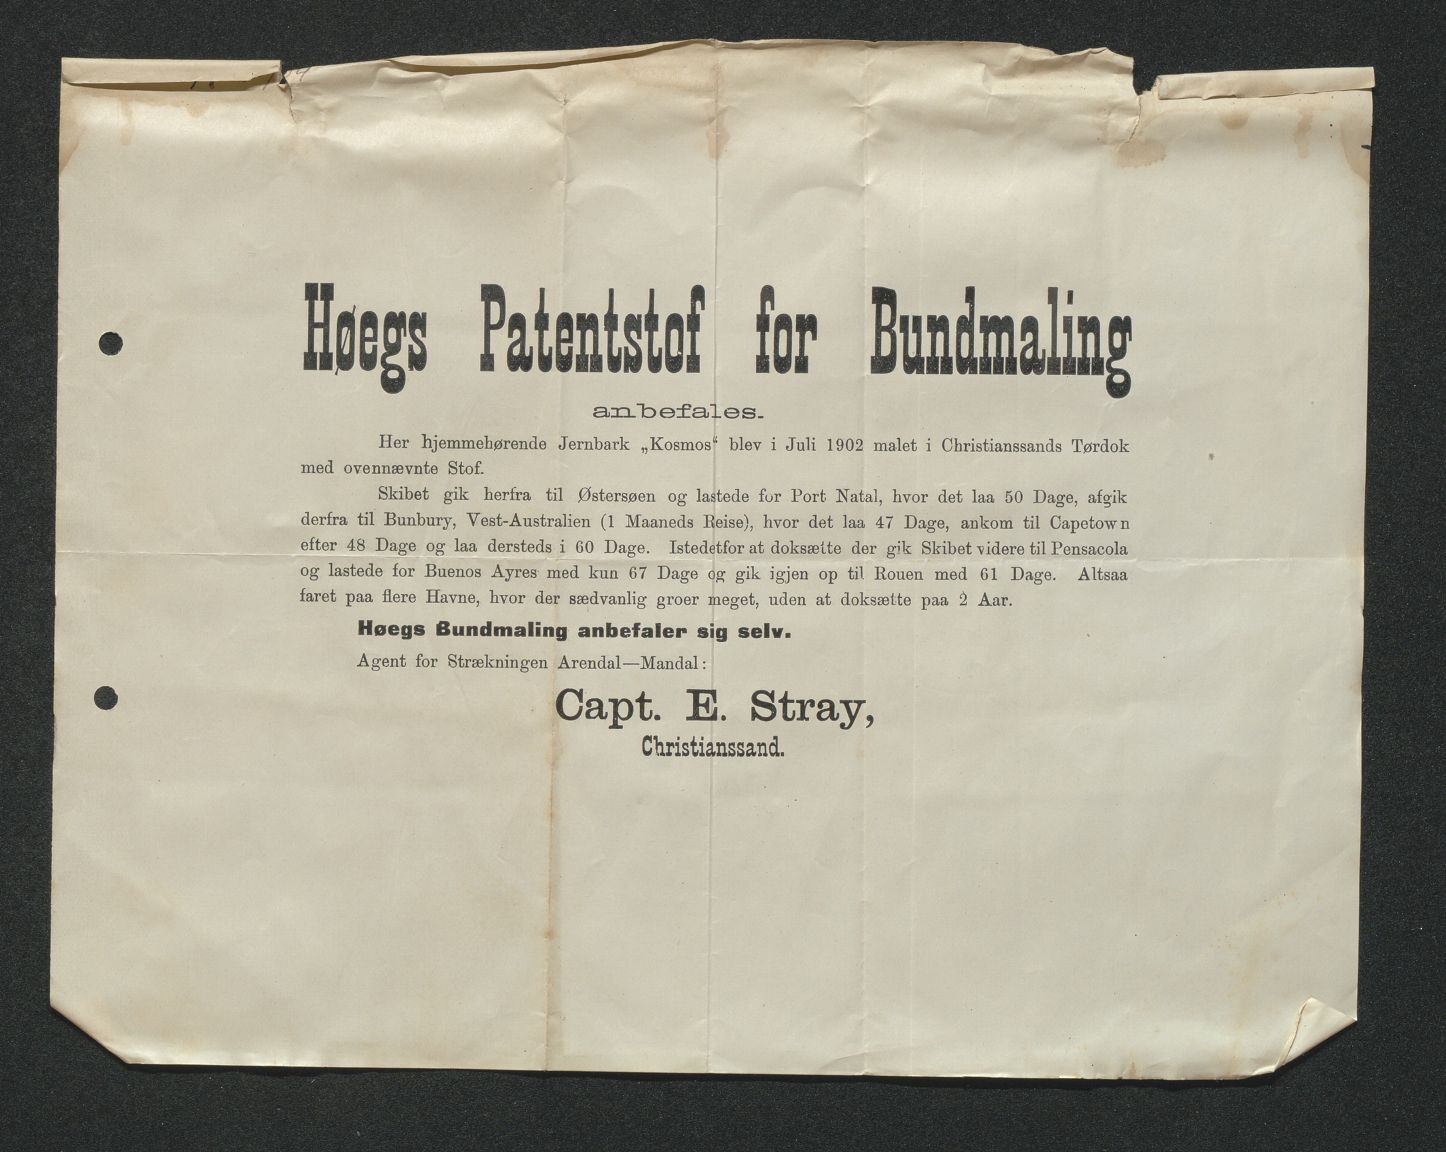 Høegs Patentstof for Bundmaling
anbefales.
Her hjemmehørende Jernbark „Kosmos“ blev i Juli 1902 malet i Christianssands Tørdok
med ovennævnte Stof.
Skibet gik herfra til Østersøen og lastede for Port Natal, hvor det laa 50 Dage, afgik
derfra til Bunbury, Vest-Australien (1 Maaneds Reise), hvor det laa 47 Dage, ankom til Capetown
efter 48 Dage og laa dersteds i 60 Dage. Istedetfor at doksætte der gik Skibet videre til Pensacola
og lastede for Buenos Ayres med kun 67 Dage og gik igjen op til Rouen med 61 Dage. Altsaa
faret paa flere Havne, hvor der sædvanlig groer meget, uden at doksætte paa 2 Aar.
Høegs Bundmaling anbefaler sig selv.
Agent for Strækningen Arendal—Mandal:
Capt. E. Stray,
Christianssand.